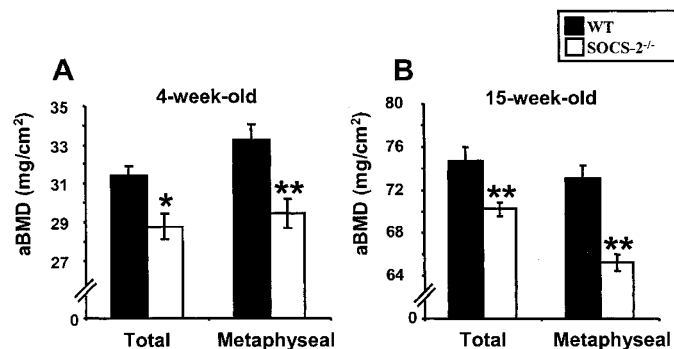 WT
SOCS-2-/-
A
4-week-old
aBMD (mg/cm2)
35
33
31
29
27
0
*
**
Total
Metaphyseal
B
15-week-old
aBMD (mg/cm2)
80
76
72
68
64
0
**
**
Total
Metaphyseal